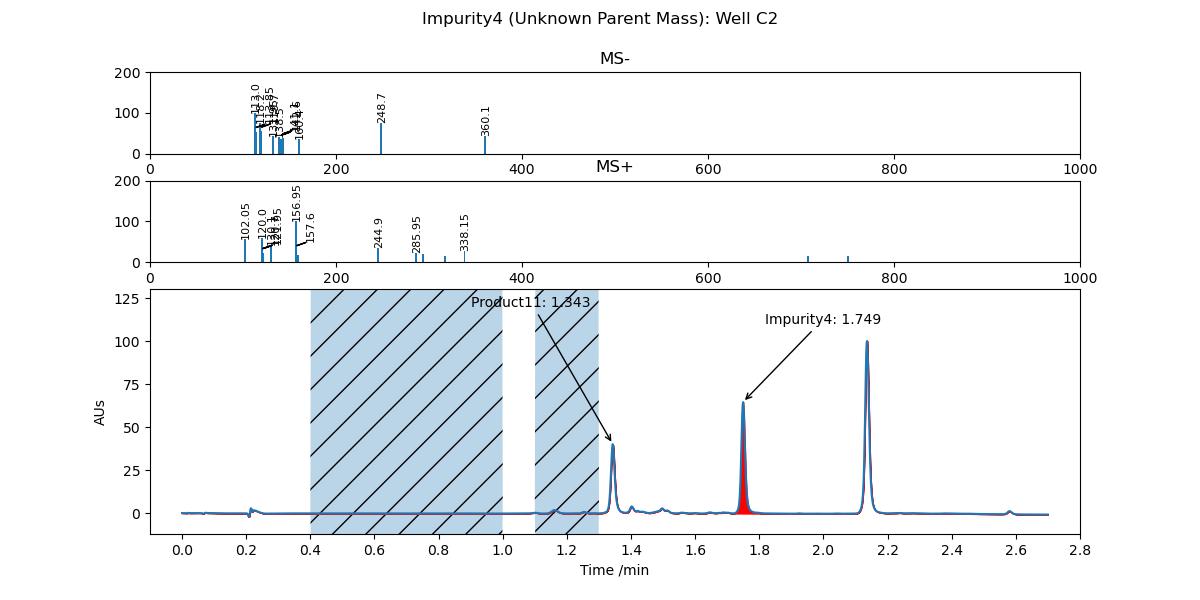 Impurity4 (Unknown Parent Mass): Well C2
MS-
200
100
0
113.0
118.2
248.7
360.1
0 200 400 600 800 1000
MS+
200
100
0
102.05
120.0
156.95
157.6
244.9
285.95
338.15
0 200 400 600 800 1000
125
100
75
50
25
0
AUs
Product11: 1.343
Impurity4: 1.749
0.0 0.2 0.4 0.6 0.8 1.0 1.2 1.4 1.6 1.8 2.0 2.2 2.4 2.6 2.8
Time /min